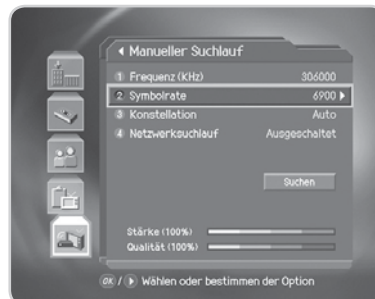 Manueller Suchlauf
1 Frequenz (KHz) 306000
2 Symbolrate 6900
3 Konstellation Auto
4 Netzwerksuchlauf Ausgeschaltet
Suchen
Stärke (100%)
Qualität (100%)
OK / Wählen oder bestimmen der Option